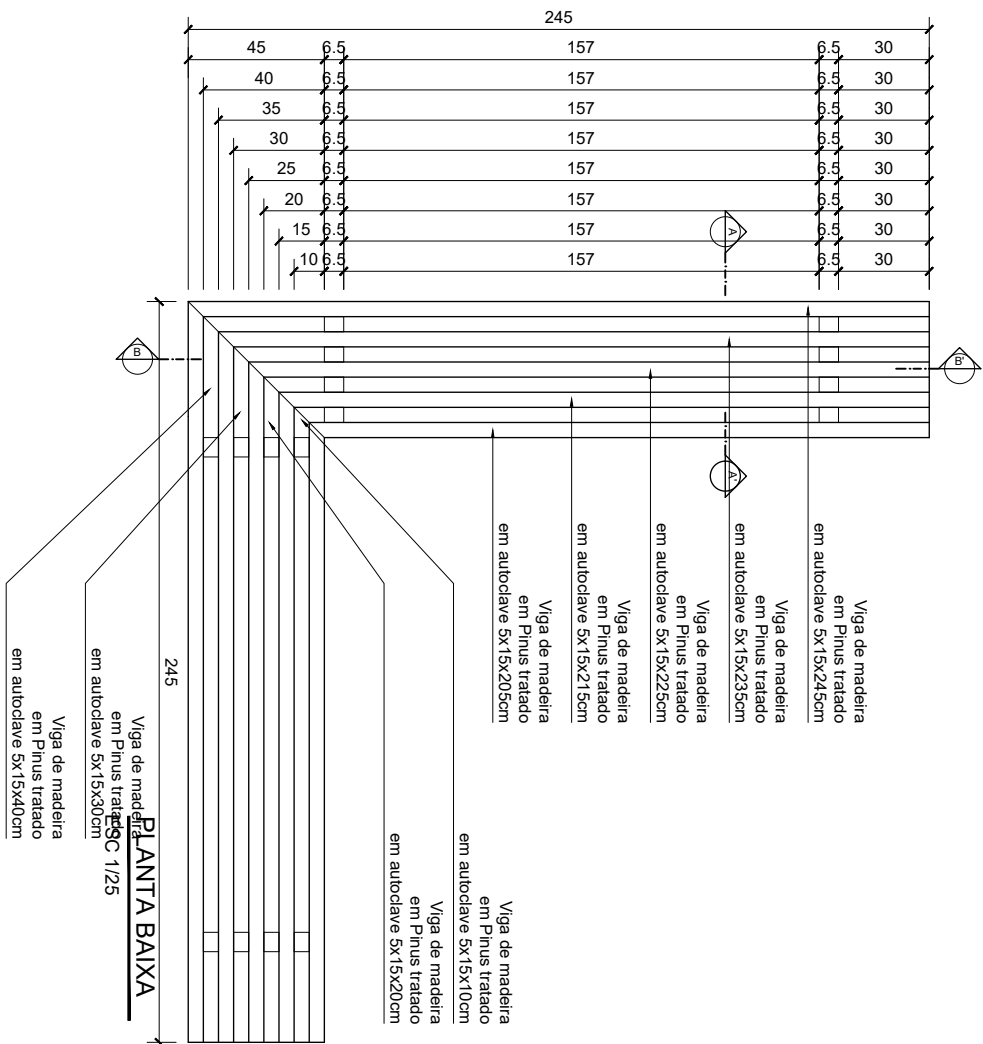 245
45 6.5 157 6.5 30
40 6.5 157 6.5 30
35 6.5 157 6.5 30
30 6.5 157 6.5 30
25 6.5 157 6.5 30
20 6.5 157 6.5 30
15 6.5 157 6.5 30
10 6.5 157 6.5 30
A
B
B'
A'
Viga de madeira
em Pinus tratado
em autoclave 5x15x245cm
Viga de madeira
em Pinus tratado
em autoclave 5x15x235cm
Viga de madeira
em Pinus tratado
em autoclave 5x15x225cm
Viga de madeira
em Pinus tratado
em autoclave 5x15x215cm
Viga de madeira
em Pinus tratado
em autoclave 5x15x205cm
245
Viga de madeira
em Pinus tratado
em autoclave 5x15x10cm
Viga de madeira
em Pinus tratado
em autoclave 5x15x20cm
Viga de madeira
em Pinus tratado
em autoclave 5x15x30cm
Viga de madeira
em Pinus tratado
em autoclave 5x15x40cm
PLANTA BAIXA
ESC 1/25